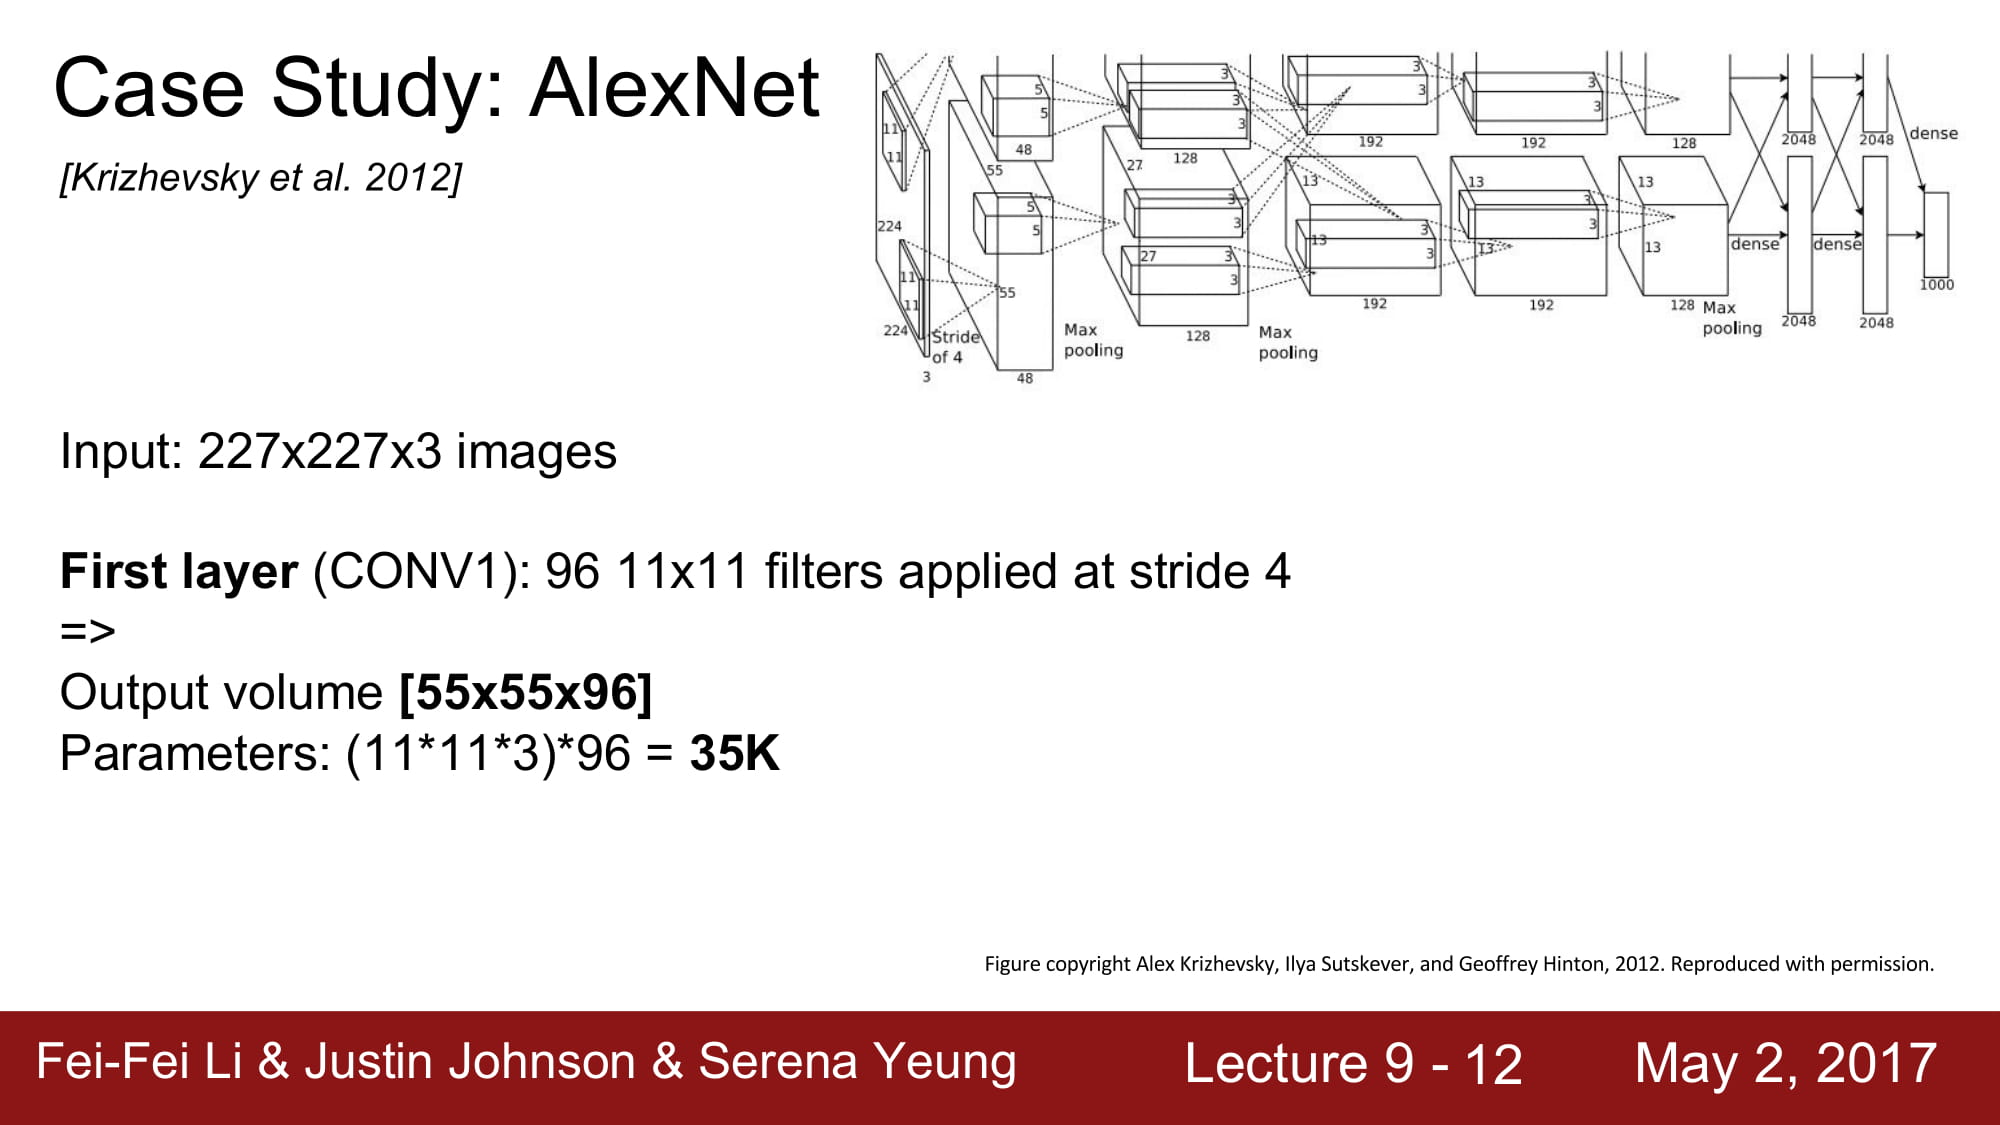 Case Study: AlexNet
[Krizhevsky et al. 2012]
11
11
224
11
11
224
3
Stride
of 4
5
5
48
55
5
5
55
48
Max
pooling
3
3
3
128
27
3
3
27
3
3
128
Max
pooling
3
3
192
13
13
3
3
192
3
3
192
13
3
3
13
192
128
13
13
128
Max
pooling
2048
2048
dense
dense
dense
2048
2048
1000
Input: 227x227x3 images
First layer (CONV1): 96 11x11 filters applied at stride 4
=>
Output volume [55x55x96]
Parameters: (11*11*3)*96 = 35K
Figure copyright Alex Krizhevsky, Ilya Sutskever, and Geoffrey Hinton, 2012. Reproduced with permission.
Fei-Fei Li & Justin Johnson & Serena Yeung
Lecture 9 - 12
May 2, 2017